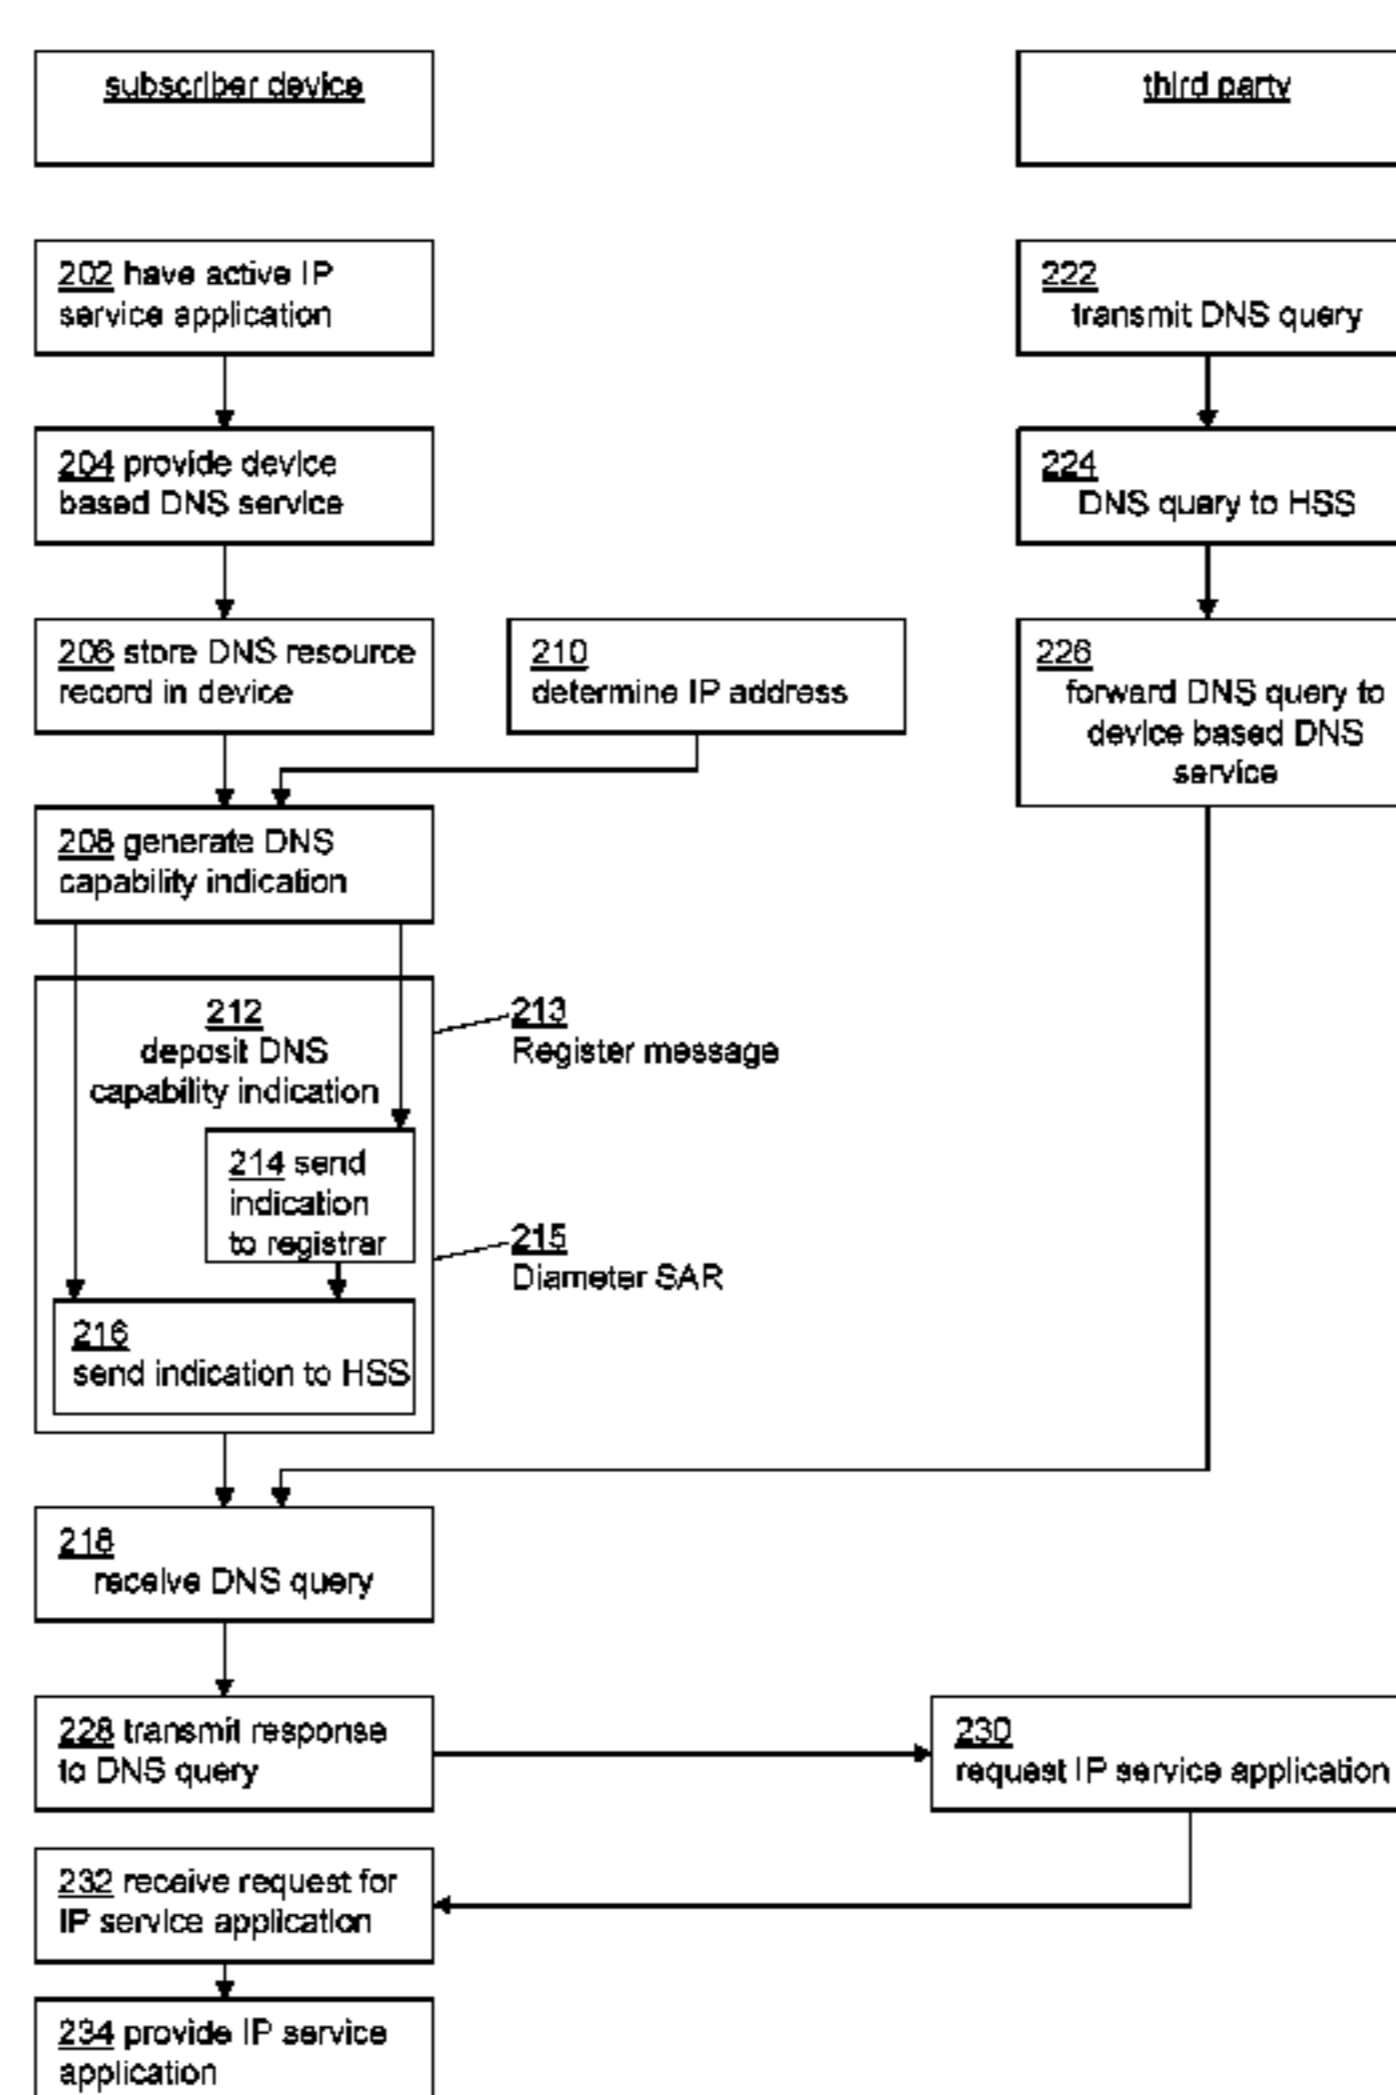 subscriber device
third party
202 have active IP
service application
222
transmit DNS query
204 provide device
based DNS service
224
DNS query to HSS
206 store DNS resource
record in device
210
determine IP address
226
forward DNS query to
device based DNS
service
208 generate DNS
capability indication
212
deposit DNS
capability indication
213
Register message
214 send
indication
to registrar
215
Diameter SAR
216
send indication to HSS
218
receive DNS query
228 transmit response
to DNS query
230
request IP service application
232 receive request for
IP service application
234 provide IP service
application